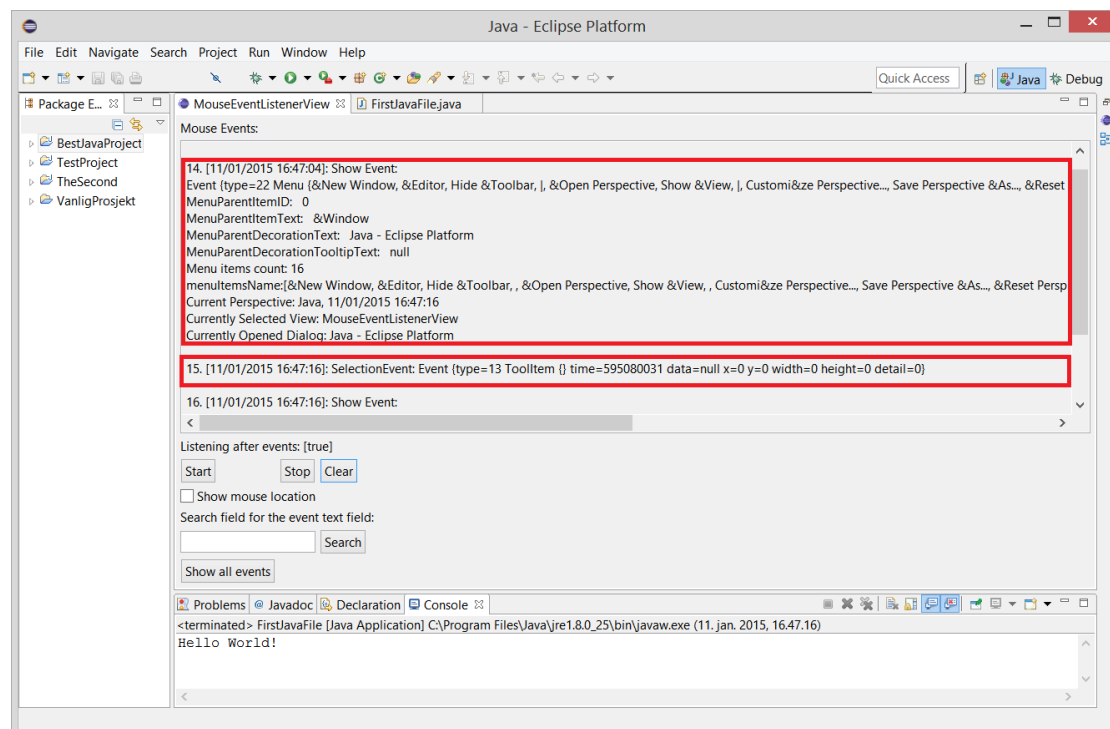 Java - Eclipse Platform
File Edit Navigate Search Project Run Window Help
Quick Access
Java
Debug
Package E...
BestJavaProject
TestProject
TheSecond
VanligProsjekt
MouseEventListenerView
FirstJavaFile.java
Mouse Events:
14. [11/01/2015 16:47:04]: Show Event:
Event {type=22 Menu {&New Window, &Editor, Hide &Toolbar, |, &Open Perspective, Show &View, |, Customi&ze Perspective..., Save Perspective &As..., &Reset
MenuParentItemID: 0
MenuParentItemText: &Window
MenuParentDecorationText: Java - Eclipse Platform
MenuParentDecorationTooltipText: null
Menu items count: 16
menuItemsName:[&New Window, &Editor, Hide &Toolbar, , &Open Perspective, Show &View, , Customi&ze Perspective..., Save Perspective &As..., &Reset Persp
Current Perspective: Java, 11/01/2015 16:47:16
Currently Selected View: MouseEventListenerView
Currently Opened Dialog: Java - Eclipse Platform
15. [11/01/2015 16:47:16]: SelectionEvent: Event {type=13 ToolItem {} time=595080031 data=null x=0 y=0 width=0 height=0 detail=0}
16. [11/01/2015 16:47:16]: Show Event:
Listening after events: [true]
Start Stop Clear
Show mouse location
Search field for the event text field:
Search
Show all events
Problems @ Javadoc Declaration Console
<terminated> FirstJavaFile [Java Application] C:\Program Files\Java\jre1.8.0_25\bin\javaw.exe (11. jan. 2015, 16.47.16)
Hello World!